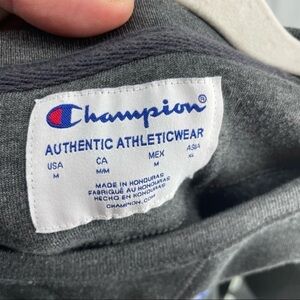 Champion®
AUTHENTIC ATHLETICWEAR
USA CA MEX ASIA
M M/M M XL
MADE IN HONDURAS
FABRIQUÉ AU HONDURAS
HECHO EN HONDURAS
CHAMPION.COM